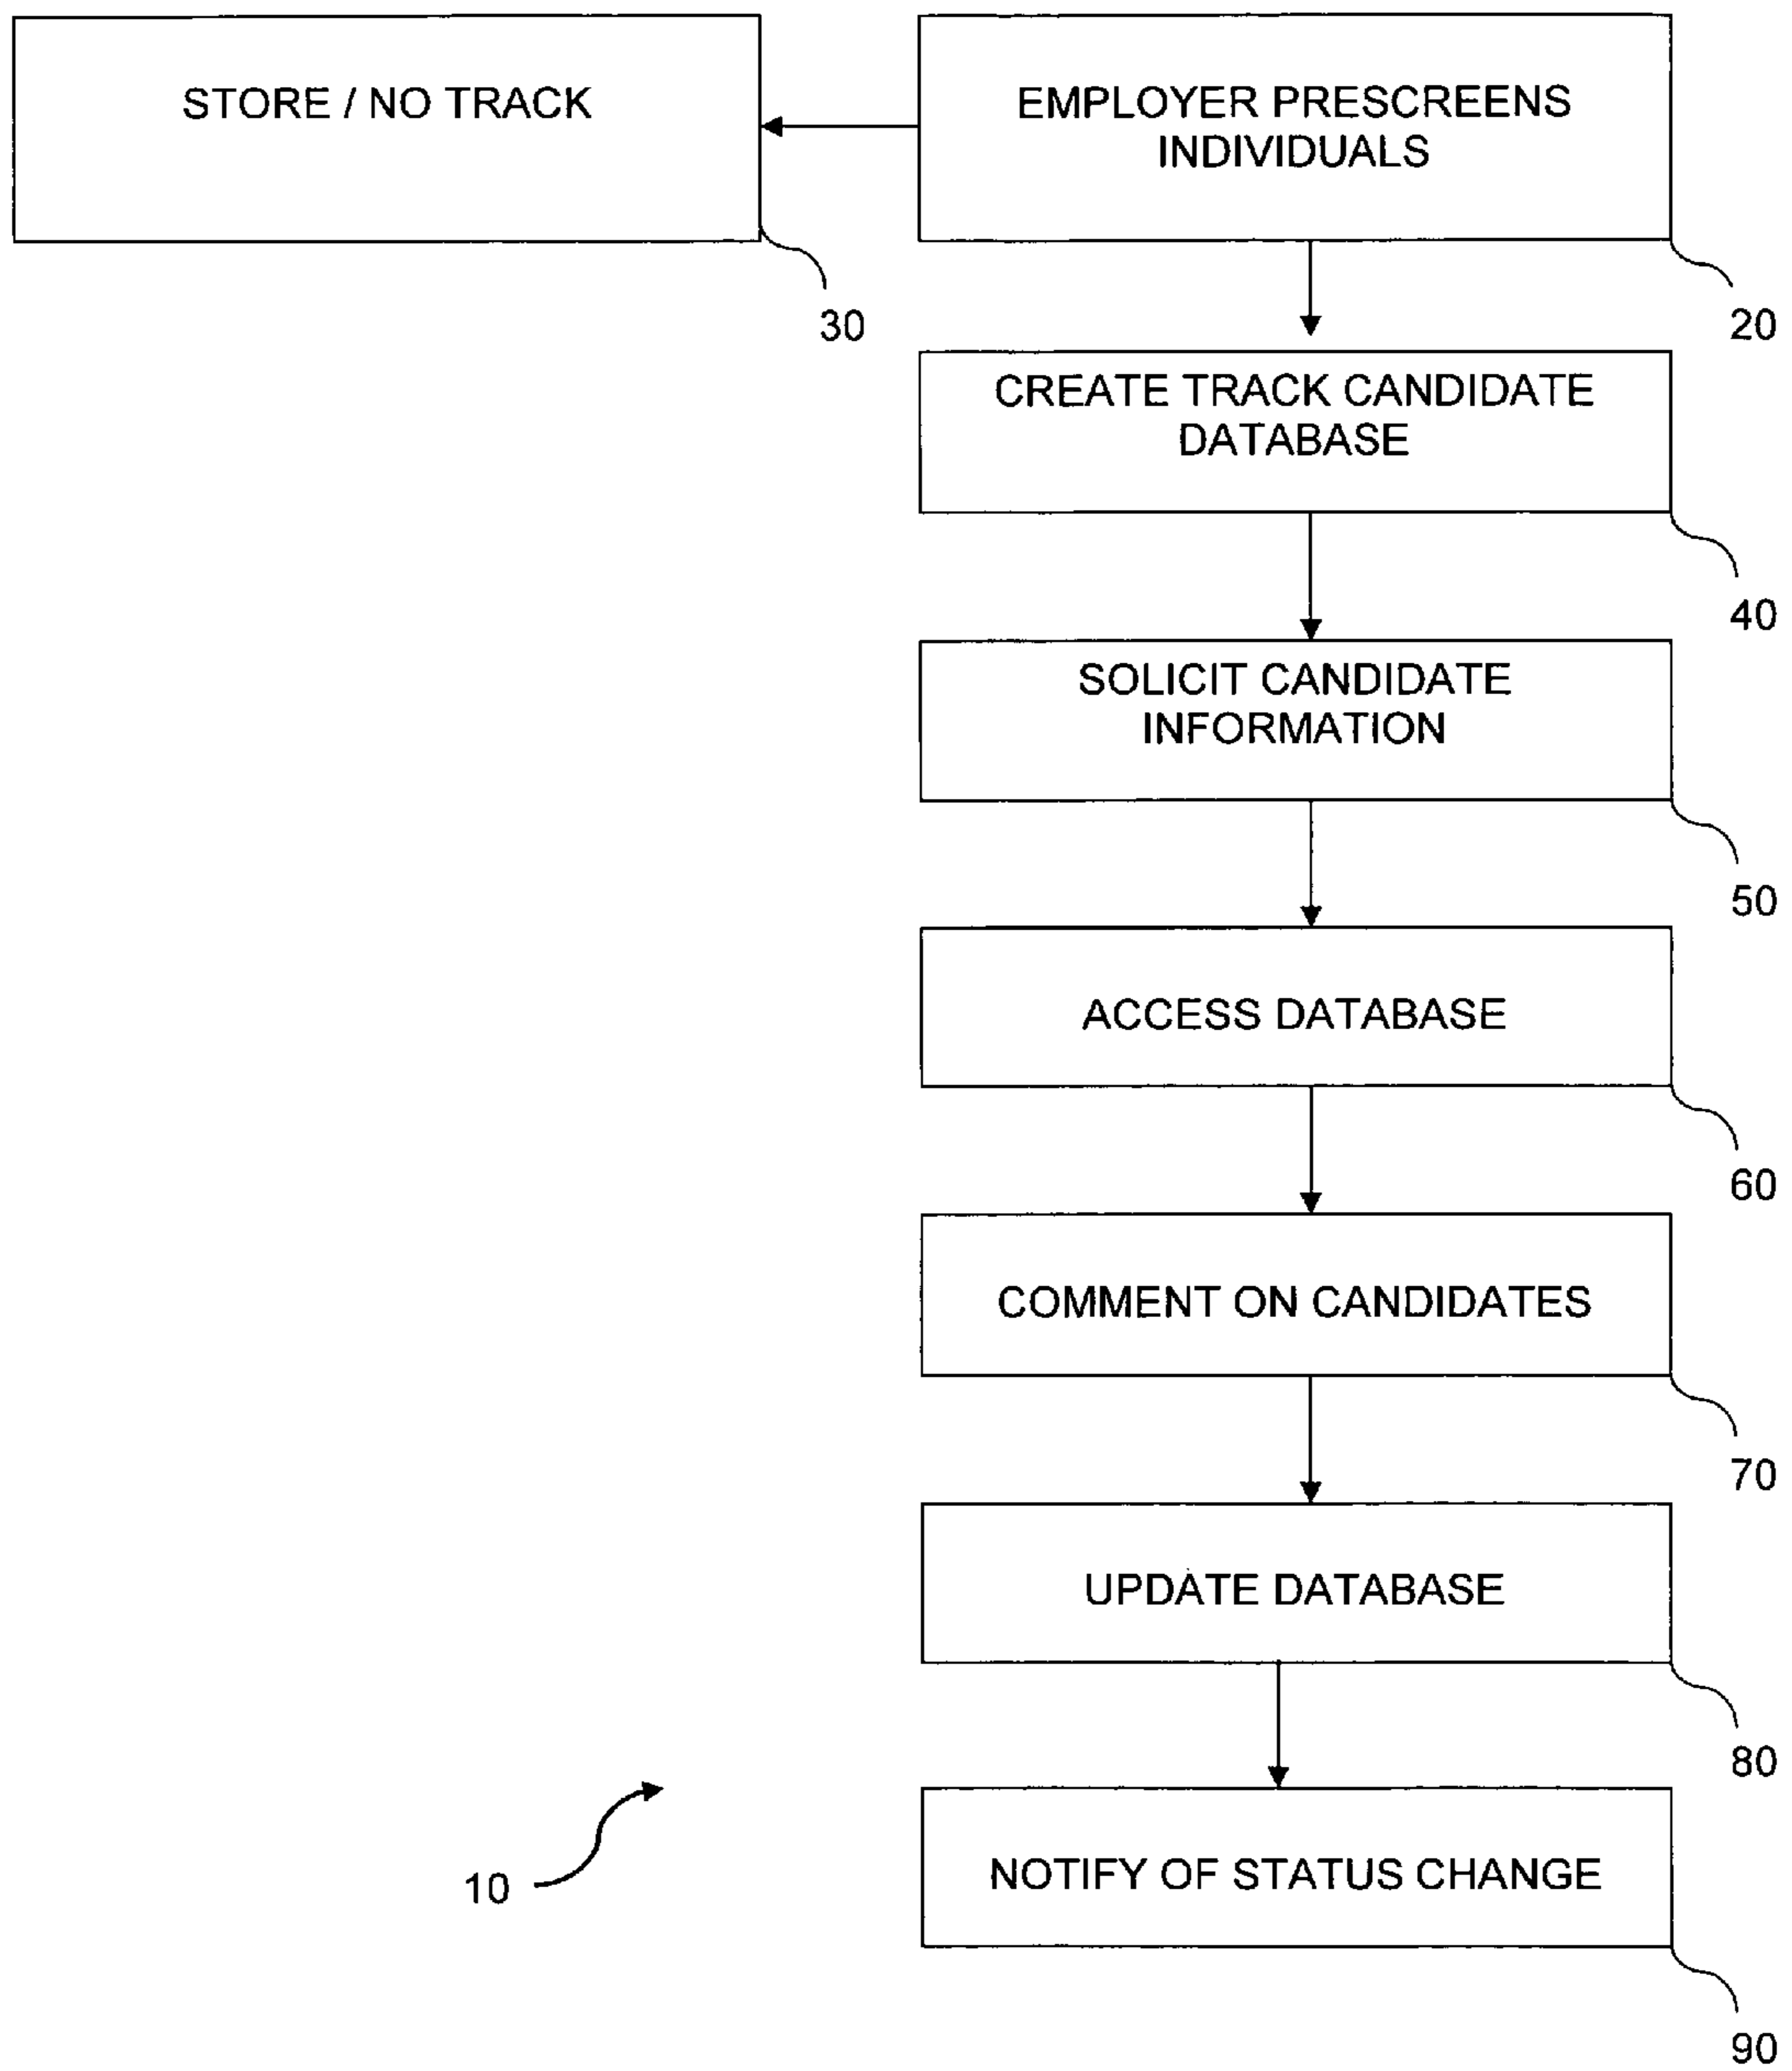 STORE / NO TRACK
EMPLOYER PRESCREENS
INDIVIDUALS
30
20
CREATE TRACK CANDIDATE
DATABASE
40
SOLICIT CANDIDATE
INFORMATION
50
ACCESS DATABASE
60
COMMENT ON CANDIDATES
70
UPDATE DATABASE
80
10
NOTIFY OF STATUS CHANGE
90